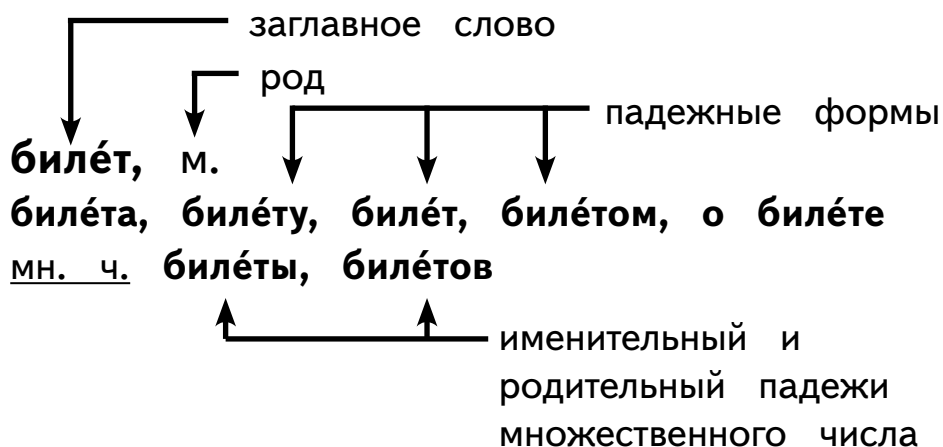 заглавное слово
род
падежные формы
биле́т, м.
биле́та, биле́ту, биле́т, биле́том, о биле́те
мн. ч. биле́ты, биле́тов
именительный и
родительный падежи
множественного числа